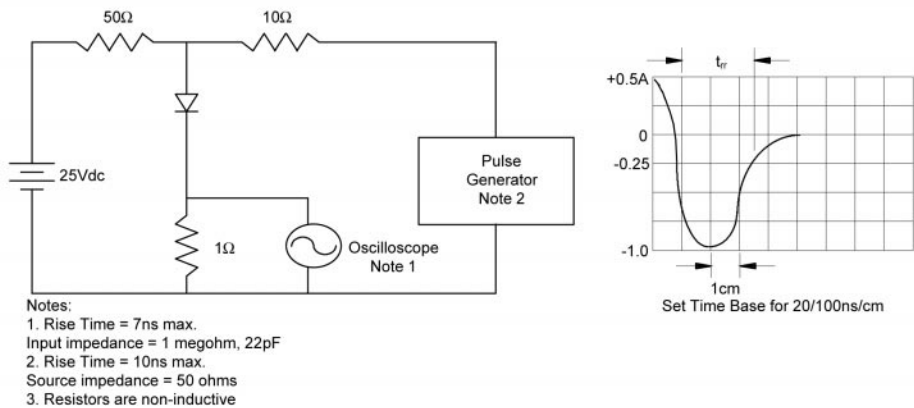 50Ω
10Ω
25Vdc
1Ω
Oscilloscope
Note 1
Pulse
Generator
Note 2
trr
+0.5A
0
-0.25
-1.0
1cm
Set Time Base for 20/100ns/cm
Notes:
1. Rise Time = 7ns max.
Input impedance = 1 megohm, 22pF
2. Rise Time = 10ns max.
Source impedance = 50 ohms
3. Resistors are non-inductive